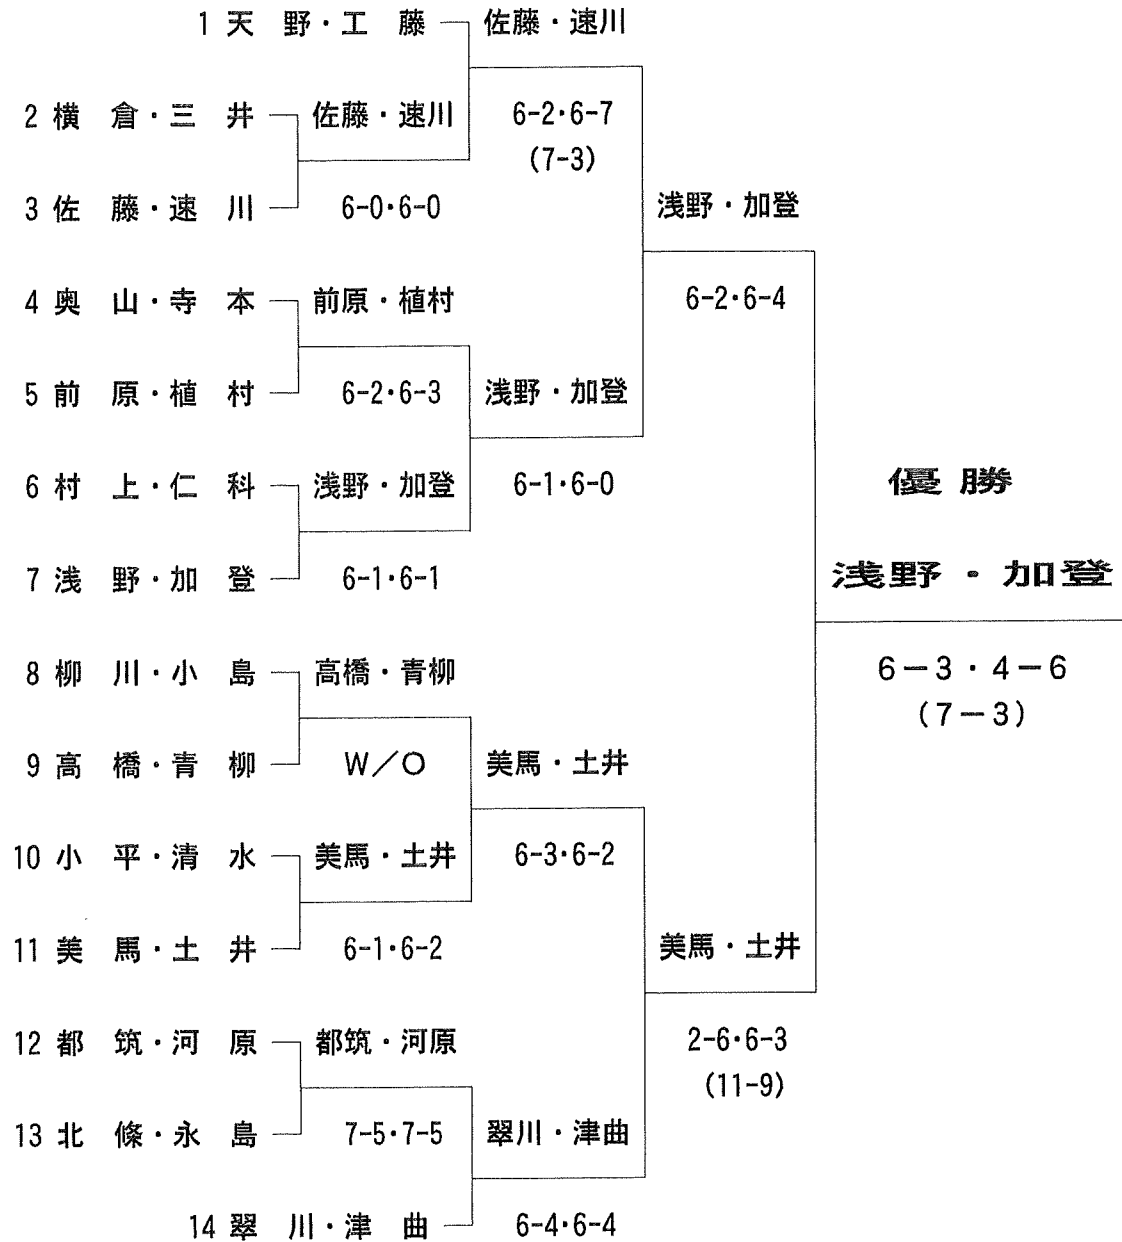 1 天 野・工 藤 佐藤・速川
2 横 倉・三 井 佐藤・速川 6-2・6-7
(7-3)
3 佐 藤・速 川 6-0・6-0 浅野・加登
4 奥 山・寺 本 前原・植村 6-2・6-4
5 前 原・植 村 6-2・6-3 浅野・加登
6 村 上・仁 科 浅野・加登 6-1・6-0 優勝
7 浅 野・加 登 6-1・6-1 浅野・加登
8 柳 川・小 島 高橋・青柳 6-3・4-6
(7-3)
9 高 橋・青 柳 W/O 美馬・土井
10 小 平・清 水 美馬・土井 6-3・6-2
11 美 馬・土 井 6-1・6-2 美馬・土井
12 都 筑・河 原 都筑・河原 2-6・6-3
(11-9)
13 北 條・永 島 7-5・7-5 翠川・津曲
14 翠 川・津 曲 6-4・6-4